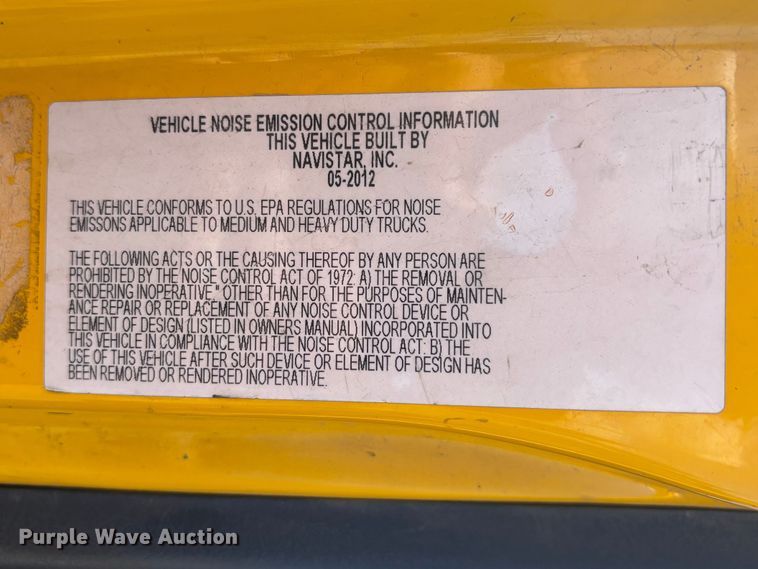 VEHICLE NOISE EMISSION CONTROL INFORMATION
THIS VEHICLE BUILT BY
NAVISTAR, INC.
05-2012
THIS VEHICLE CONFORMS TO U.S. EPA REGULATIONS FOR NOISE
EMISSONS APPLICABLE TO MEDIUM AND HEAVY DUTY TRUCKS.
THE FOLLOWING ACTS OR THE CAUSING THEREOF BY ANY PERSON ARE
PROHIBITED BY THE NOISE CONTROL ACT OF 1972: A) THE REMOVAL OR
RENDERING INOPERATIVE " OTHER THAN FOR THE PURPOSES OF MAINTEN-
ANCE REPAIR OR REPLACEMENT OF ANY NOISE CONTROL DEVICE OR
ELEMENT OF DESIGN (LISTED IN OWNERS MANUAL) INCORPORATED INTO
THIS VEHICLE IN COMPLIANCE WITH THE NOISE CONTROL ACT: B) THE
USE OF THIS VEHICLE AFTER SUCH DEVICE OR ELEMENT OF DESIGN HAS
BEEN REMOVED OR RENDERED INOPERATIVE.
Purple Wave Auction